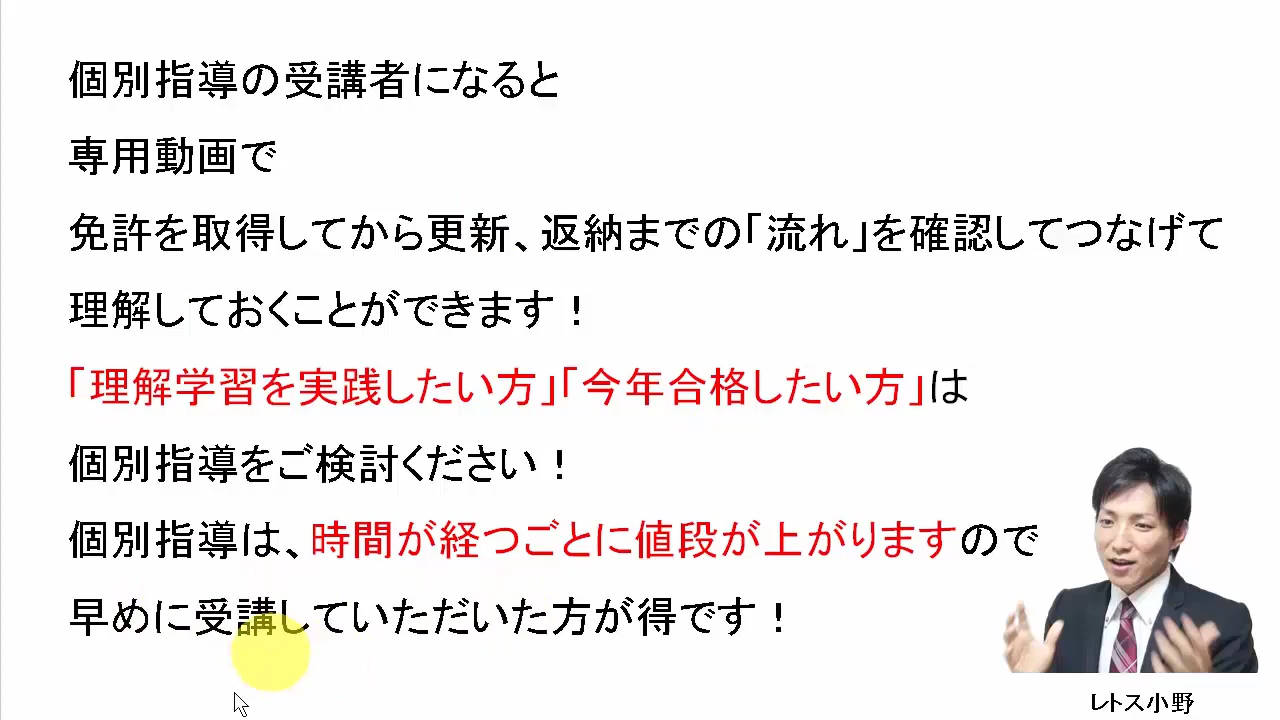 個別指導の受講者になると
専用動画で
免許を取得してから更新、返納までの「流れ」を確認してつなげて
理解しておくことができます！
「理解学習を実践したい方」「今年合格したい方」は
個別指導をご検討ください！
個別指導は、時間が経つごとに値段が上がりますので
早めに受講していただいた方が得です！
レトス小野